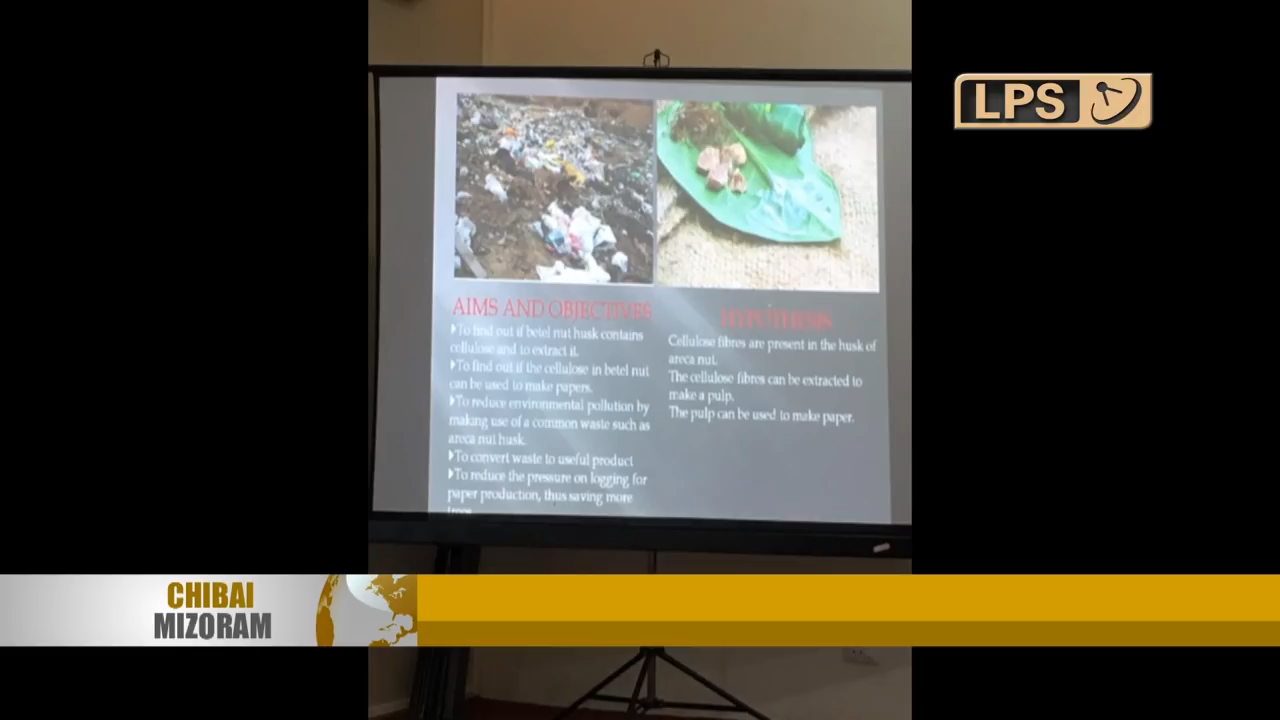 LPS
AIMS AND OBJECTIVES
To find out if betel nut husk contains
cellulose and to extract it.
To find out if the cellulose in betel nut
can be used to make papers.
To reduce environmental pollution by
making use of a common waste such as
areca nut husk.
To convert waste to useful product
To reduce the pressure on logging for
paper production, thus saving more
trees
HYPOTHESIS
Cellulose fibres are present in the husk of
areca nut.
The cellulose fibres can be extracted to
make a pulp.
The pulp can be used to make paper.
CHIBAI
MIZORAM